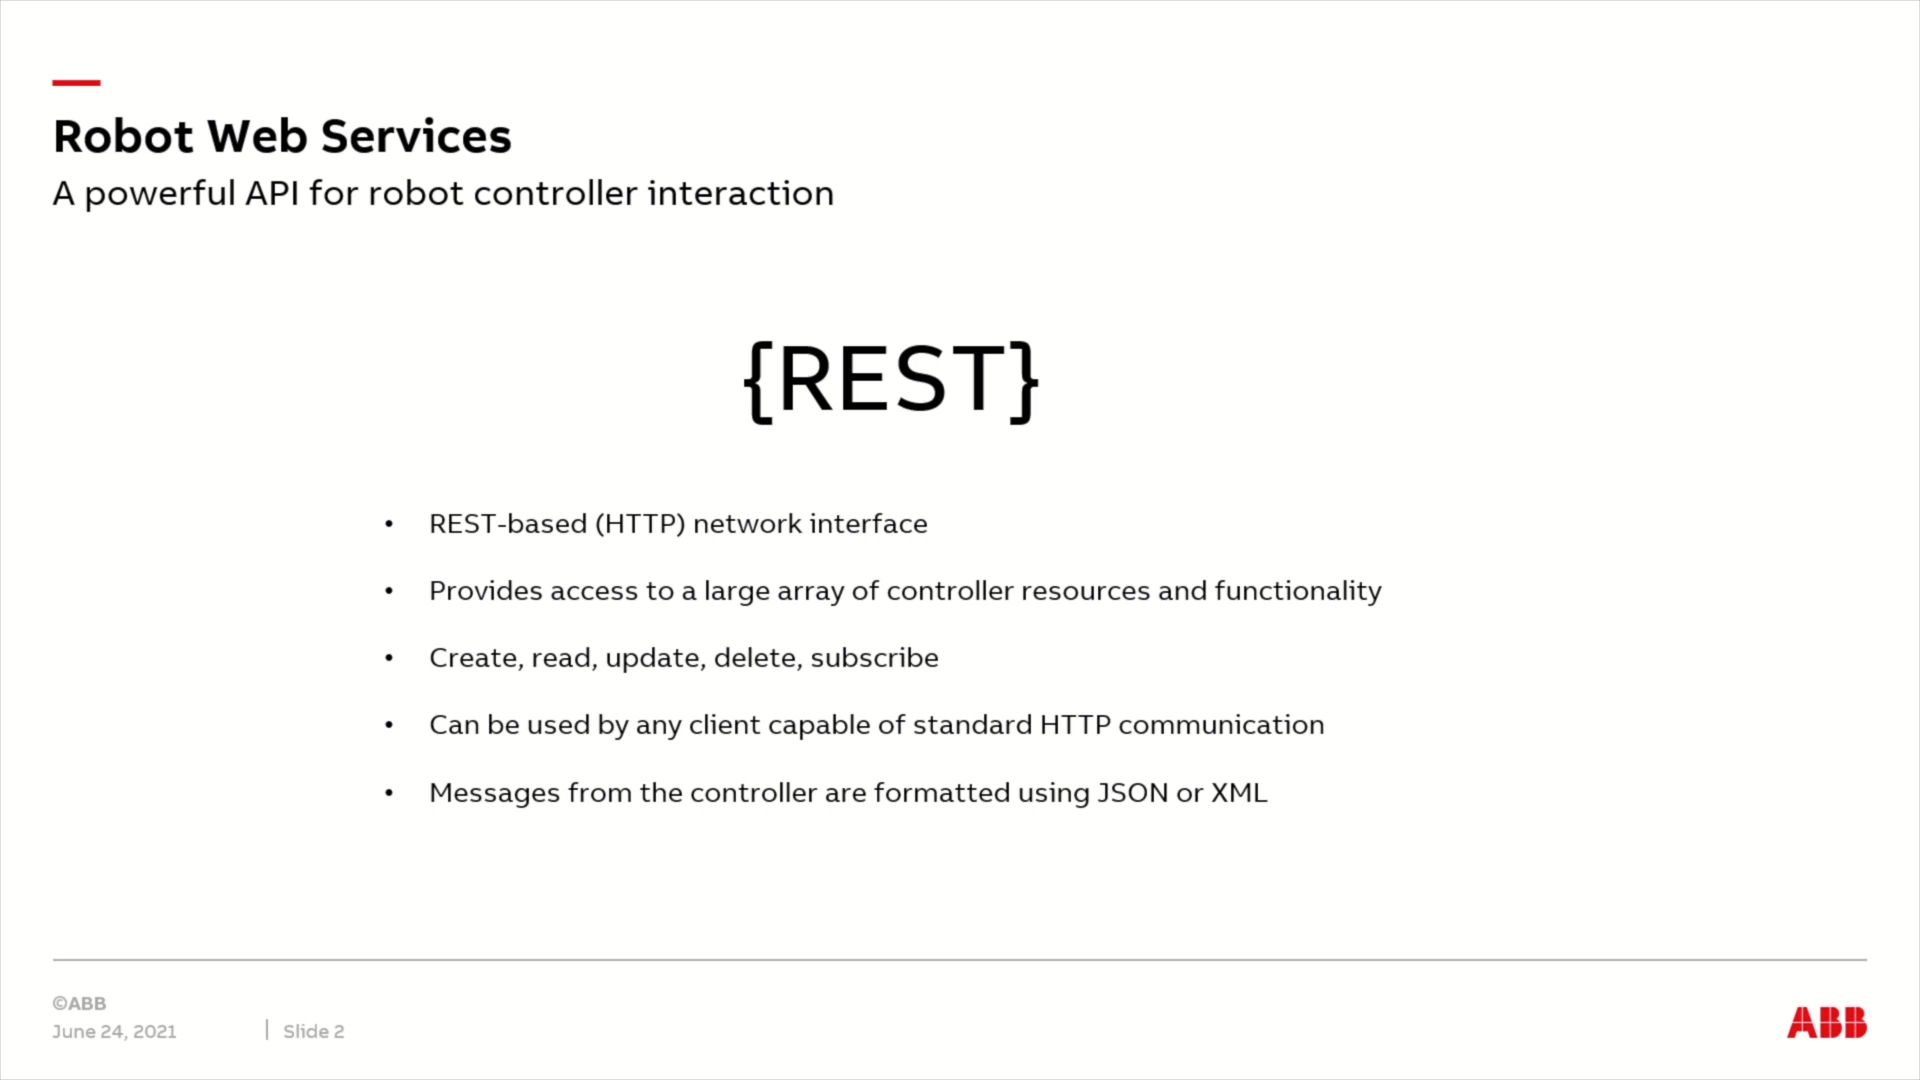 Robot Web Services
A powerful API for robot controller interaction
{REST}
• REST-based (HTTP) network interface
• Provides access to a large array of controller resources and functionality
• Create, read, update, delete, subscribe
• Can be used by any client capable of standard HTTP communication
• Messages from the controller are formatted using JSON or XML
©ABB
June 24, 2021 | Slide 2
ABB